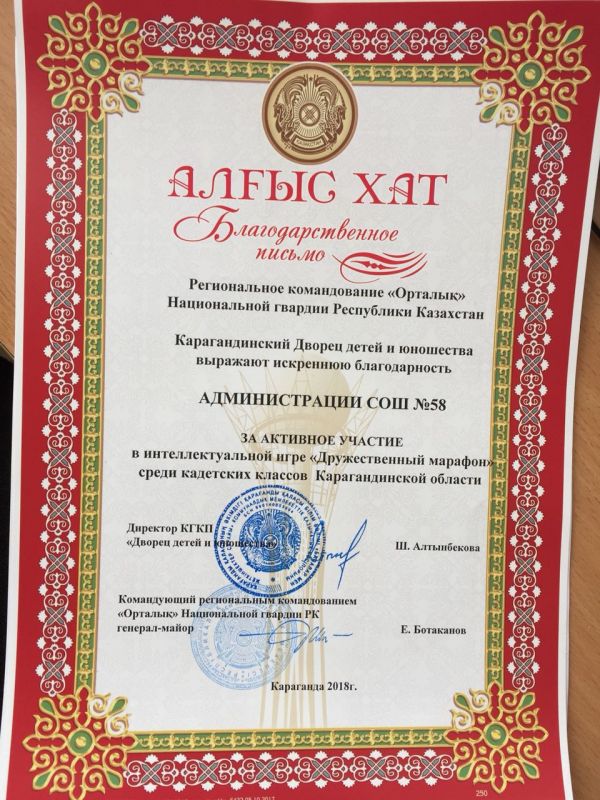 ҚАЗАҚСТАН
АЛҒЫС ХАТ
Благодарственное
письмо
Региональное командование «Орталық»
Национальной гвардии Республики Казахстан
Карагандинский Дворец детей и юношества
выражают искреннюю благодарность
АДМИНИСТРАЦИИ СОШ №58
ЗА АКТИВНОЕ УЧАСТИЕ
в интеллектуальной игре «Дружественный марафон»
среди кадетских классов Карагандинской области
Директор КГКП
«Дворец детей и юношества»
Ш. Алтынбекова
Командующий региональным командованием
«Орталық» Национальной гвардии РК
генерал-майор
Е. Ботаканов
Караганда 2018г.
250